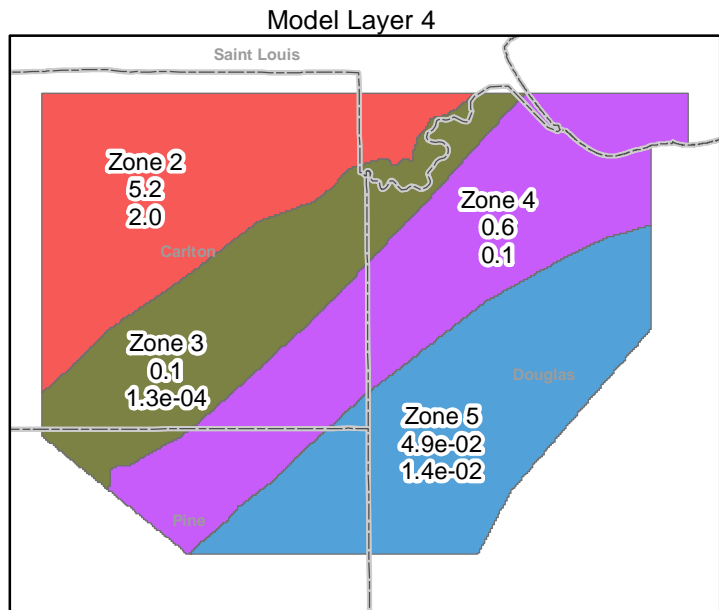 Model Layer 4
Saint Louis
Zone 2
5.2
2.0
Carlton
Zone 4
0.6
0.1
Zone 3
0.1
1.3e-04
Douglas
Zone 5
4.9e-02
1.4e-02
Pine